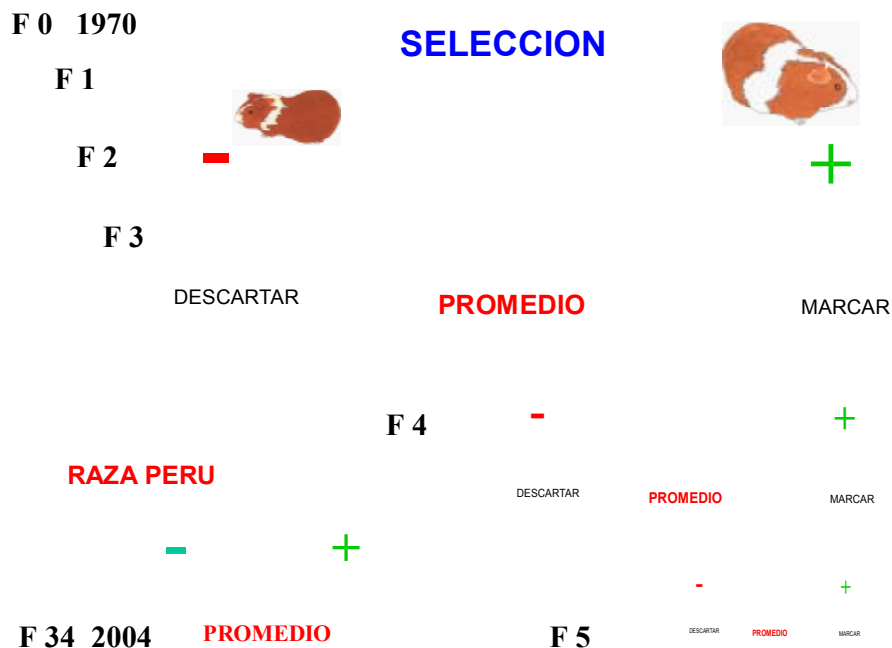 F 0 1970
SELECCION
F 1
F 2
-
+
F 3
DESCARTAR PROMEDIO MARCAR
F 4
-
+
RAZA PERU
DESCARTAR PROMEDIO MARCAR
-
+
-
+
F 34 2004 PROMEDIO
F 5
DESCARTAR PROMEDIO MARCAR